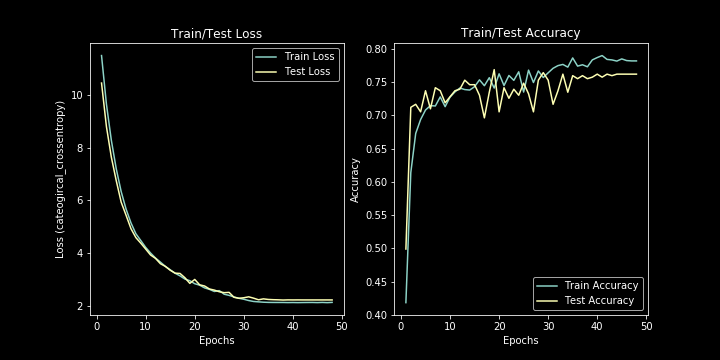 Train/Test Loss
Train Loss
Test Loss
Loss (cateogircal_crossentropy)
10
8
6
4
2
0
10
20
30
40
50
Epochs
Train/Test Accuracy
Accuracy
0.80
0.75
0.70
0.65
0.60
0.55
0.50
0.45
0.40
Train Accuracy
Test Accuracy
0
10
20
30
40
50
Epochs